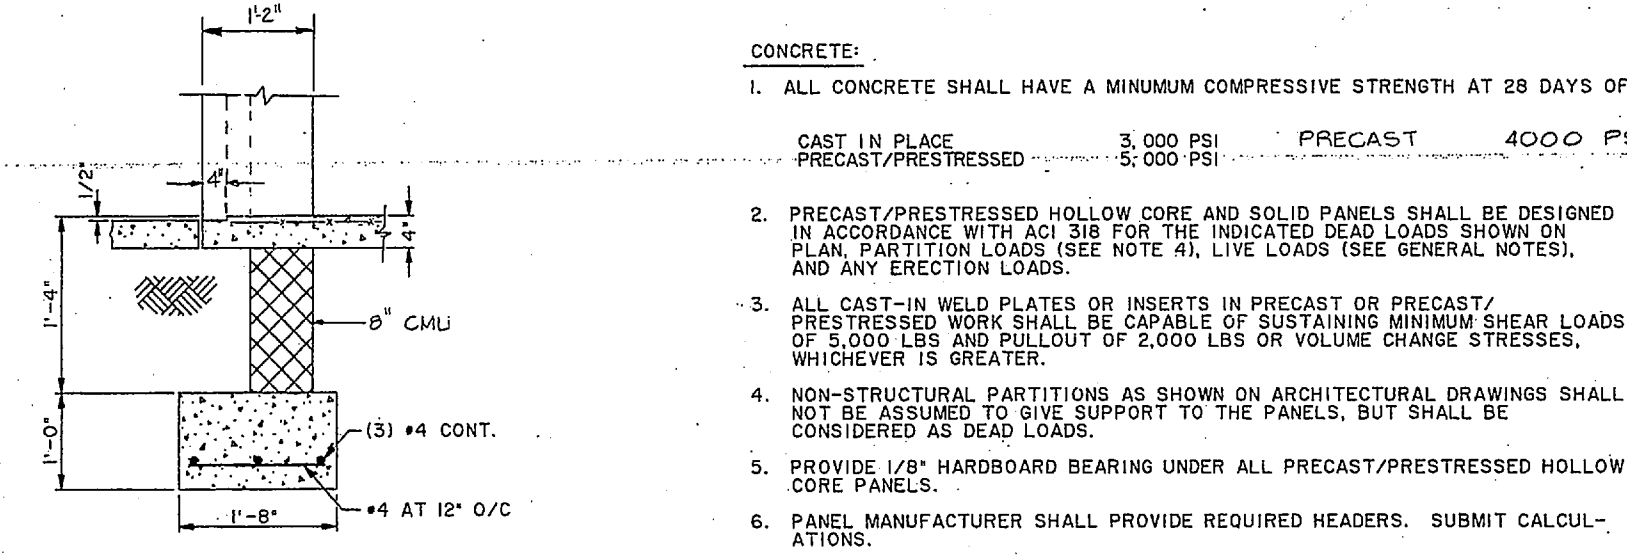 1'-2"
1/2"
4"
4"
1'-4"
8" CMU
1'-0"
(3) #4 CONT.
#4 AT 12" O/C
1'-8"
CONCRETE:
1. ALL CONCRETE SHALL HAVE A MINUMUM COMPRESSIVE STRENGTH AT 28 DAYS OF
CAST IN PLACE 3,000 PSI PRECAST 4000 PS
PRECAST/PRESTRESSED 5,000 PSI
2. PRECAST/PRESTRESSED HOLLOW CORE AND SOLID PANELS SHALL BE DESIGNED
IN ACCORDANCE WITH ACI 318 FOR THE INDICATED DEAD LOADS SHOWN ON
PLAN, PARTITION LOADS (SEE NOTE 4), LIVE LOADS (SEE GENERAL NOTES),
AND ANY ERECTION LOADS.
3. ALL CAST-IN WELD PLATES OR INSERTS IN PRECAST OR PRECAST/
PRESTRESSED WORK SHALL BE CAPABLE OF SUSTAINING MINIMUM SHEAR LOADS
OF 5,000 LBS AND PULLOUT OF 2,000 LBS OR VOLUME CHANGE STRESSES,
WHICHEVER IS GREATER.
4. NON-STRUCTURAL PARTITIONS AS SHOWN ON ARCHITECTURAL DRAWINGS SHALL
NOT BE ASSUMED TO GIVE SUPPORT TO THE PANELS, BUT SHALL BE
CONSIDERED AS DEAD LOADS.
5. PROVIDE 1/8" HARDBOARD BEARING UNDER ALL PRECAST/PRESTRESSED HOLLOW
CORE PANELS.
6. PANEL MANUFACTURER SHALL PROVIDE REQUIRED HEADERS. SUBMIT CALCUL-
ATIONS.